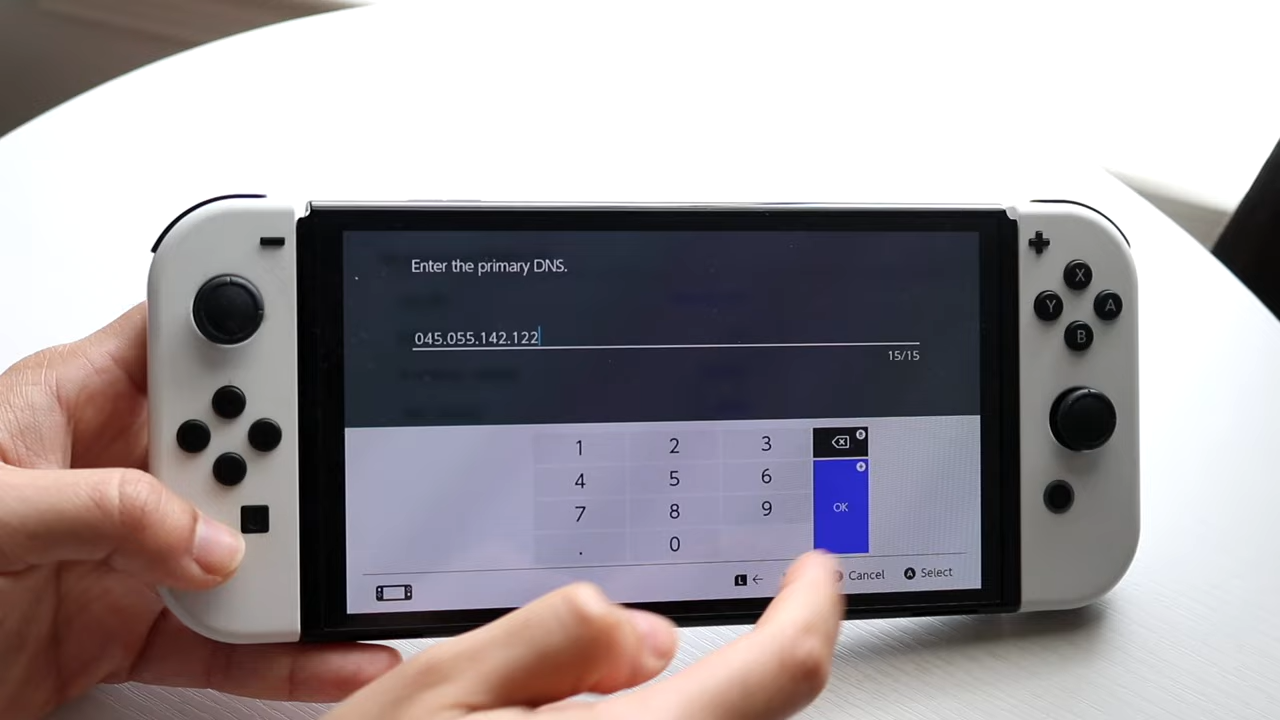 Enter the primary DNS.
045.055.142.122
15/15
1 2 3
4 5 6
7 8 9
OK
. 0
L ← Cancel A Select
X
Y A
B